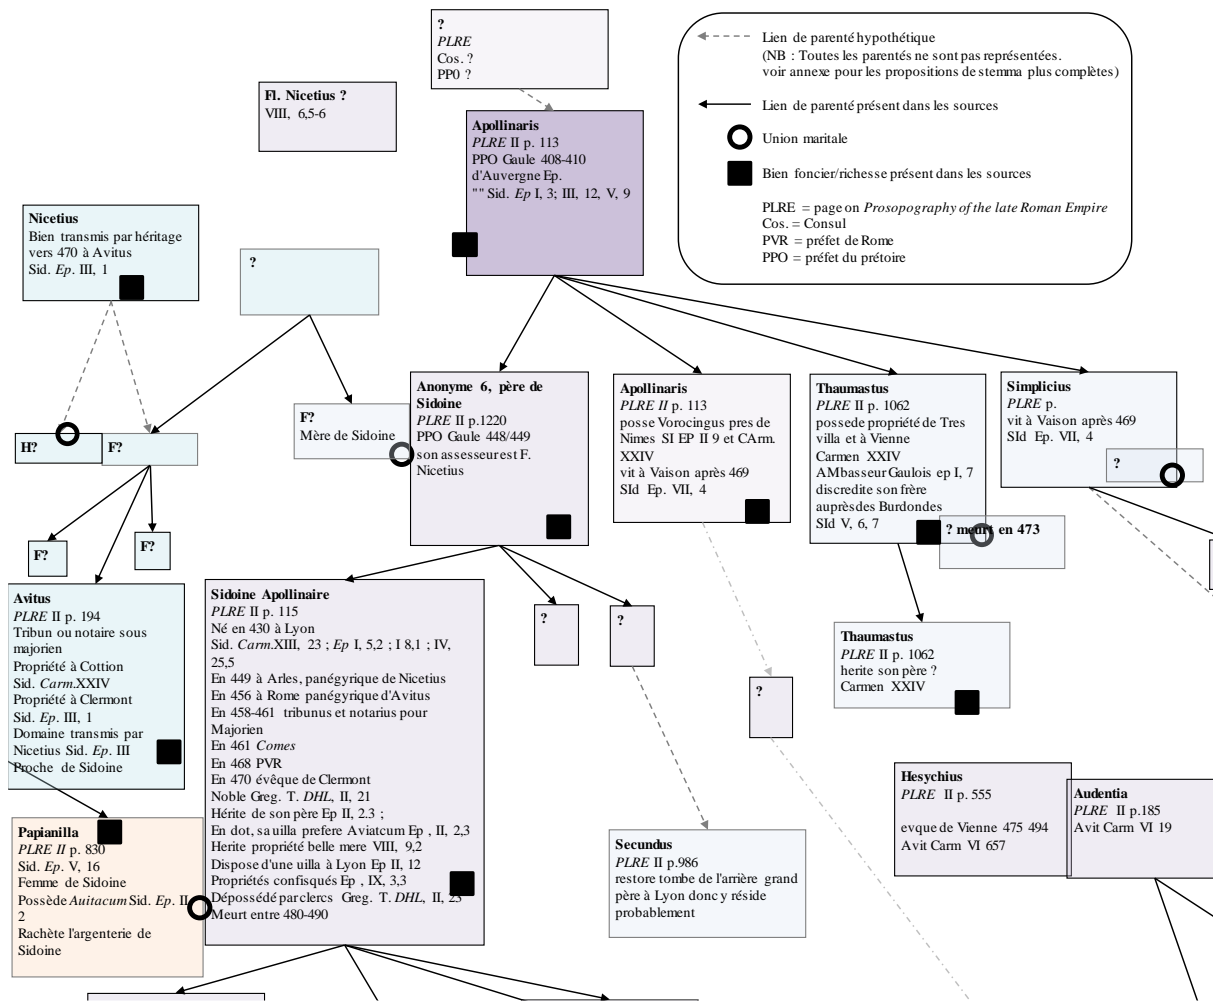 ?
PLRE
Cos. ?
PP0 ?
Lien de parenté hypothétique
(NB : Toutes les parentés ne sont pas représentées.
voir annexe pour les propositions de stemma plus complètes)
Lien de parenté présent dans les sources
Union maritale
Bien foncier/richesse présent dans les sources
PLRE = page on Prosopography of the late Roman Empire
Cos. = Consul
PVR = préfet de Rome
PPO = préfet du prétoire
Fl. Nicetius ?
VIII, 6,5-6
Apollinaris
PLRE II p. 113
PPO Gaule 408-410
d'Auvergne Ep.
"" Sid. Ep I, 3; III, 12, V, 9
Nicetius
Bien transmis par héritage
vers 470 à Avitus
Sid. Ep. III, 1
?
H?
F?
F?
Mère de Sidoine
Anonyme 6, père de
Sidoine
PLRE II p.1220
PPO Gaule 448/449
son assesseur est F.
Nicetius
Apollinaris
PLRE II p. 113
posse Vorocingus pres de
Nimes SI EP II 9 et CArm.
XXIV
vit à Vaison après 469
SId Ep. VII, 4
Thaumastus
PLRE II p. 1062
possede propriété de Tres
villa et à Vienne
Carmen XXIV
AMbasseur Gaulois ep I, 7
discredite son frère
auprès des Burdondes
SId V, 6, 7
Simplicius
PLRE p.
vit à Vaison après 469
SId Ep. VII, 4
?
? meurt en 473
F?
F?
Avitus
PLRE II p. 194
Tribun ou notaire sous
majorien
Propriété à Cottion
Sid. Carm.XXIV
Propriété à Clermont
Sid. Ep. III, 1
Domaine transmis par
Nicetius Sid. Ep. III
Proche de Sidoine
Sidoine Apollinaire
PLRE II p. 115
Né en 430 à Lyon
Sid. Carm.XIII, 23 ; Ep I, 5,2 ; I 8,1 ; IV,
25,5
En 449 à Arles, panégyrique de Nicetius
En 456 à Rome panégyrique d'Avitus
En 458-461 tribunus et notarius pour
Majorien
En 461 Comes
En 468 PVR
En 470 évêque de Clermont
Noble Greg. T. DHL, II, 21
Hérite de son père Ep II, 2.3 ;
En dot, sa uilla prefere Aviatcum Ep , II, 2,3
Herite propriété belle mere VIII, 9,2
Dispose d'une uilla à Lyon Ep II, 12
Propriétés confisqués Ep , IX, 3,3
Dépossédé par clercs Greg. T. DHL, II, 23
Meurt entre 480-490
?
?
Thaumastus
PLRE II p. 1062
herite son père ?
Carmen XXIV
?
Papianilla
PLRE II p. 830
Sid. Ep. V, 16
Femme de Sidoine
Possède Auitacum Sid. Ep. II,
2
Rachète l'argenterie de
Sidoine
Secundus
PLRE II p.986
restore tombe de l'arrière grand
père à Lyon donc y réside
probablement
Hesychius
PLRE II p. 555
evque de Vienne 475 494
Avit Carm VI 657
Audentia
PLRE II p.185
Avit Carm VI 19